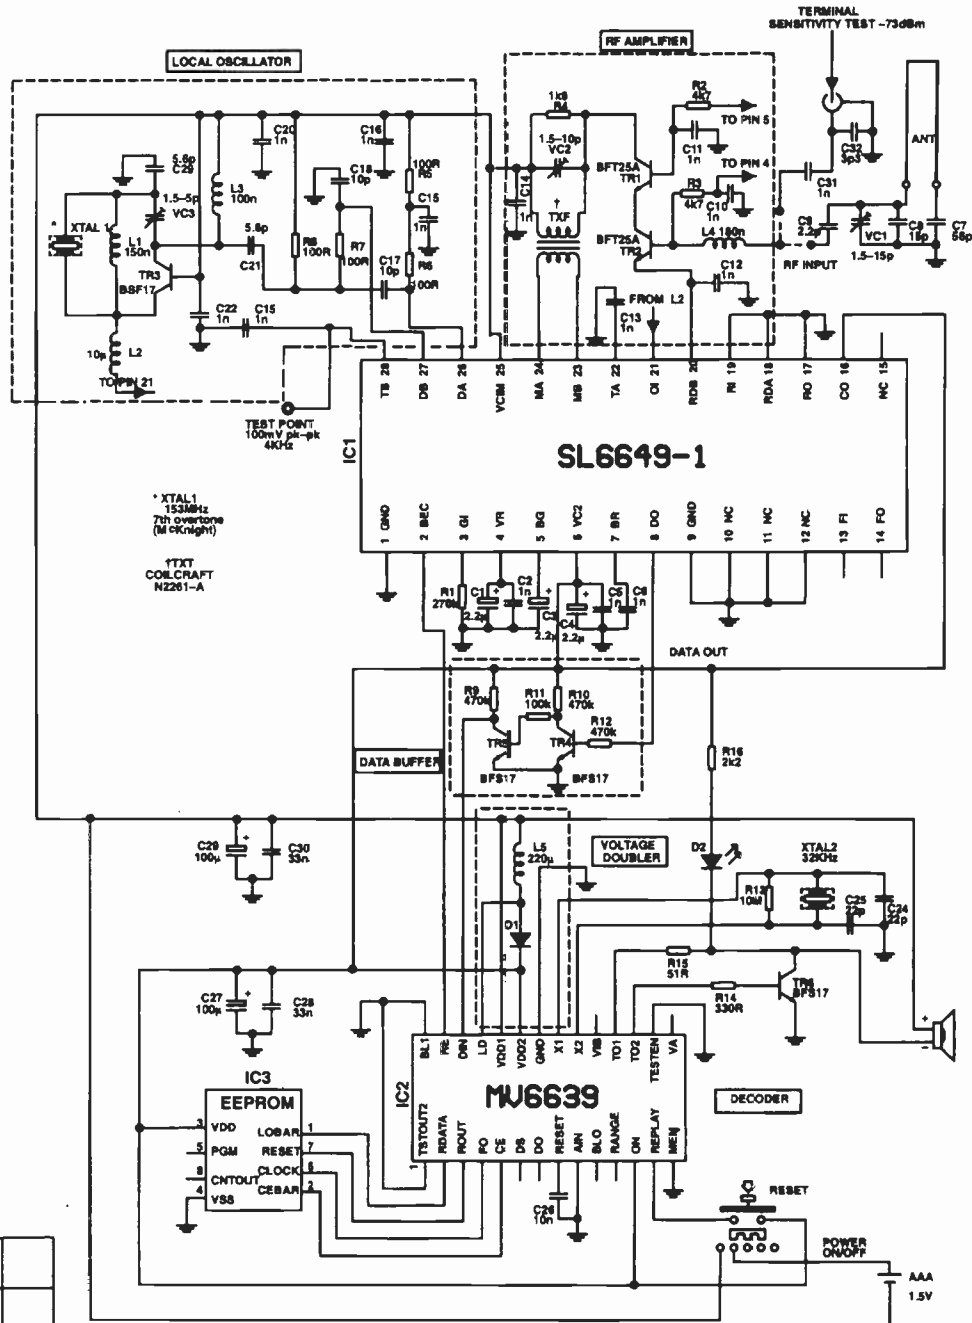 TERMINAL
SENSITIVITY TEST -73dBm
RF AMPLIFIER
LOCAL OSCILLATOR
1k8
R4
R2
4k7
TO PIN 5
C20
1n
C16
1n
1.5-10p
VC2
C11
1n
ANT
C32
3p3
5.6p
C29
C18
10p
100R
R5
BFT25A
TR1
TO PIN 4
C31
1n
L3
100n
C14
1n
R3
4k7
C10
1n
1.5-5p
VC3
C15
1n
†
TXF
C9
2.2p
*
XTAL 1
L1
150n
L4 180n
VC1
C7
1.5-15p
5.6p
C21
R8
100R
R7
100R
BFT25A
TR2
RF INPUT
TR3
BSF17
C17
10p
R6
100R
C12
1n
FROM L2
C22
1n
C15
1n
C13
1n
10µ
L2
TO PIN 21
TEST POINT
100mV pk-pk
4KHz
TB 28
DB 27
DA 26
VCIM 25
MA 24
MB 23
TA 22
OI 21
RDB 20
RI 19
RDA 18
RO 17
CO 16
NC 15
IC1
SL6649-1
1 GND
2 BEC
3 GI
4 VR
5 BG
6 VC2
7 BR
8 DO
9 GND
10 NC
11 NC
12 NC
13 FI
14 FO
* XTAL1
153MHz
7th overtone
(McKnight)
†TXT
COILCRAFT
N2261-A
R1
C1
2.2µ
C2
1n
C3
2.2µ
C4
2.2µ
C5
1n
C6
1n
DATA OUT
R9
470k
R11
100k
R10
470k
R12
470k
TR5
TR4
BFS17
BFS17
DATA BUFFER
R16
2k2
C29
100µ
C30
33n
L5
220µ
VOLTAGE
DOUBLER
D2
XTAL2
32KHz
R13
10M
C25
22p
C24
22p
D1
R15
51R
R14
330R
TR6
BFS17
C27
100µ
C28
33n
+
−
BL1
RE
DIN
LD
VDD1
VDD2
GND
X1
X2
VIB
TO1
TO2
TESTEN
VA
IC2
MV6639
DECODER
1 TSTOUT2
RDATA
ROUT
PO
CE
DS
DO
RESET
AIN
BLO
RANGE
ON
REPLAY
MEM
IC3
EEPROM
3 VDD
LOBAR 1
5 PGM
RESET 7
8 CNTOUT
CLOCK 6
4 VSS
CEBAR 2
C26
10n
RESET
POWER
ON/OFF
AAA
1.5V